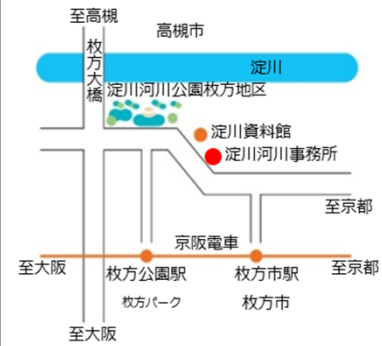 至高槻
高槻市
枚方大橋
淀川
淀川河川公園枚方地区
淀川資料館
淀川河川事務所
至京都
京阪電車
至大阪
枚方公園駅
枚方市駅
至京都
枚方パーク
枚方市
至大阪